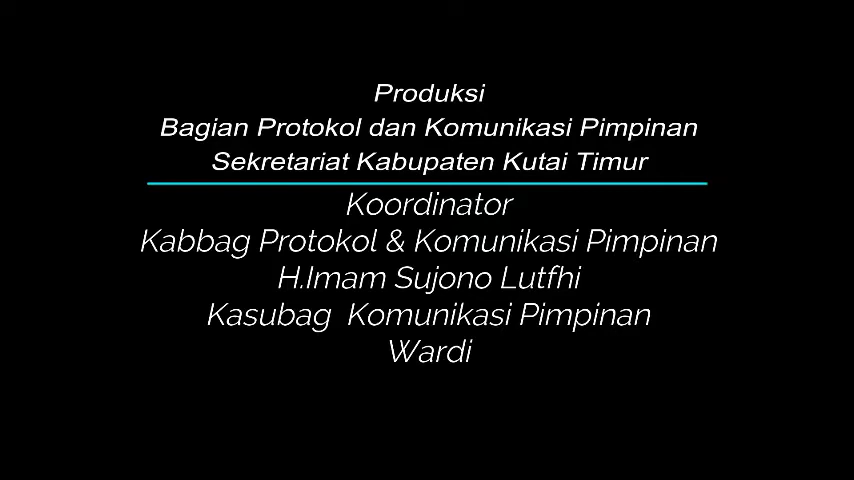 Produksi
Bagian Protokol dan Komunikasi Pimpinan
Sekretariat Kabupaten Kutai Timur
Koordinator
Kabbag Protokol & Komunikasi Pimpinan
H.Imam Sujono Lutfhi
Kasubag  Komunikasi Pimpinan
Wardi